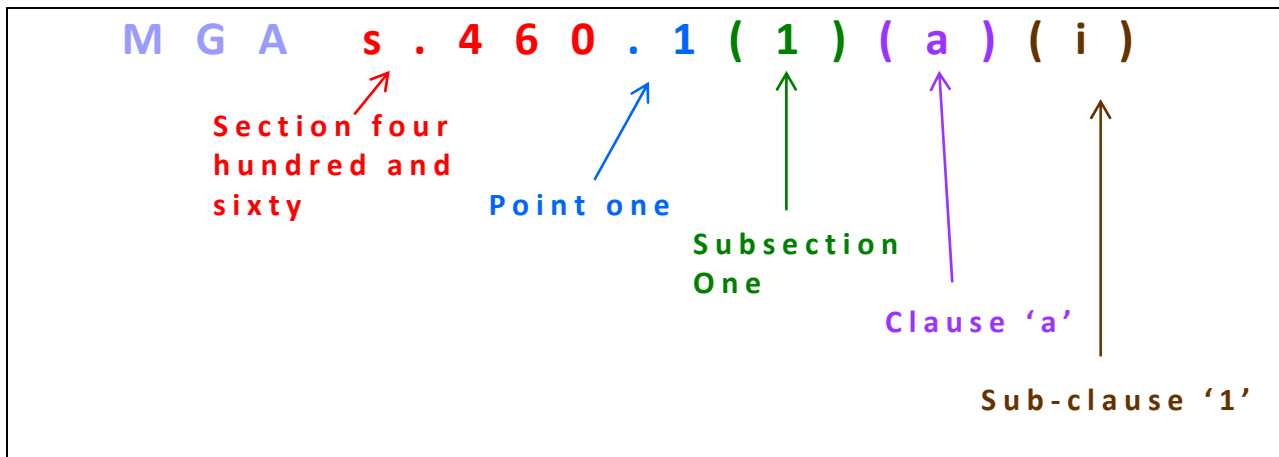 MGA s.460.1(1)(a)(i)
Section four
hundred and
sixty
Point one
Subsection
One
Clause ‘a’
Sub-clause ‘1’